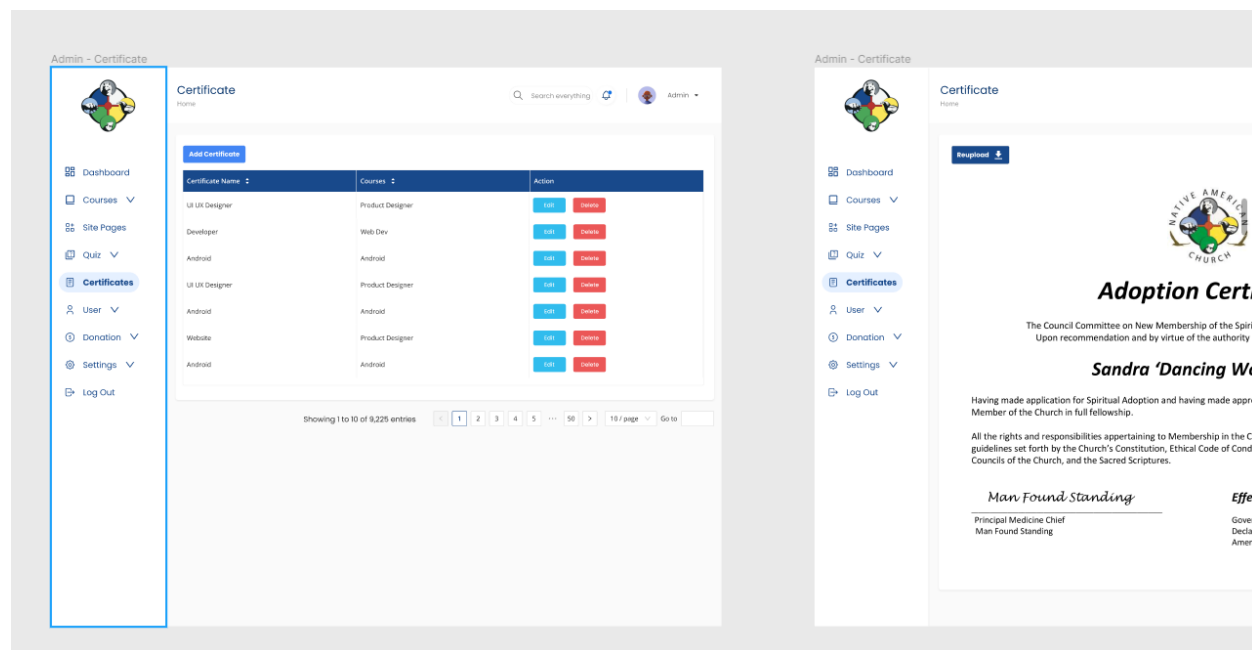 Admin - Certificate
Certificate
Home
Search everything
Admin
Dashboard
Courses
Site Pages
Quiz
Certificates
User
Donation
Settings
Log Out
Add Certificate
Certificate Name Courses Action
UI UX Designer Product Designer Edit Delete
Developer Web Dev Edit Delete
Android Android Edit Delete
UI UX Designer Product Designer Edit Delete
Android Android Edit Delete
Website Product Designer Edit Delete
Android Android Edit Delete
Showing 1 to 10 of 9,225 entries < 1 2 3 4 5 ••• 50 > 10 / page Go to
Admin - Certificate
Certificate
Home
Dashboard
Courses
Site Pages
Quiz
Certificates
User
Donation
Settings
Log Out
Reupload
NATIVE AMERICAN
CHURCH
Adoption Certi
The Council Committee on New Membership of the Spiri
Upon recommendation and by virtue of the authority
Sandra ‘Dancing We
Having made application for Spiritual Adoption and having made appro
Member of the Church in full fellowship.
All the rights and responsibilities appertaining to Membership in the C
guidelines set forth by the Church's Constitution, Ethical Code of Cond
Councils of the Church, and the Sacred Scriptures.
Man Found Standing
Principal Medicine Chief
Man Found Standing
Effe
Gover
Decla
Amer